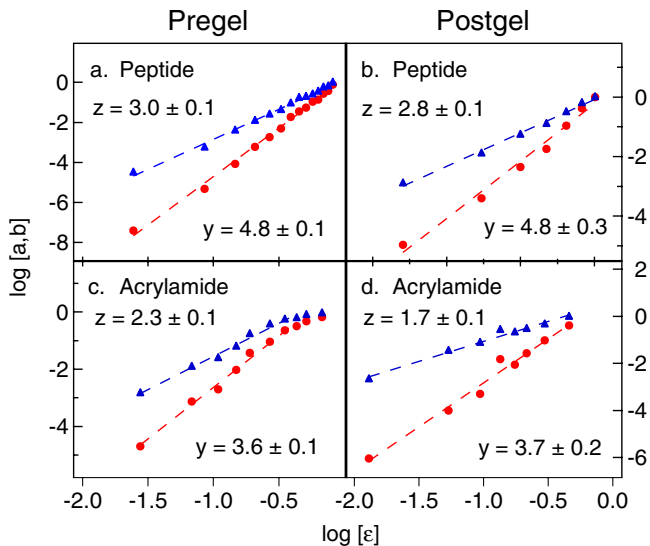 Pregel Postgel
a. Peptide
z = 3.0 ± 0.1
y = 4.8 ± 0.1
b. Peptide
z = 2.8 ± 0.1
y = 4.8 ± 0.3
c. Acrylamide
z = 2.3 ± 0.1
y = 3.6 ± 0.1
d. Acrylamide
z = 1.7 ± 0.1
y = 3.7 ± 0.2
log [a,b]
0
-2
-4
-6
-8
0
-2
-4
0
-2
-4
2
0
-2
-4
-6
-2.0 -1.5 -1.0 -0.5 -2.0 -1.5 -1.0 -0.5 0.0
log [ε]